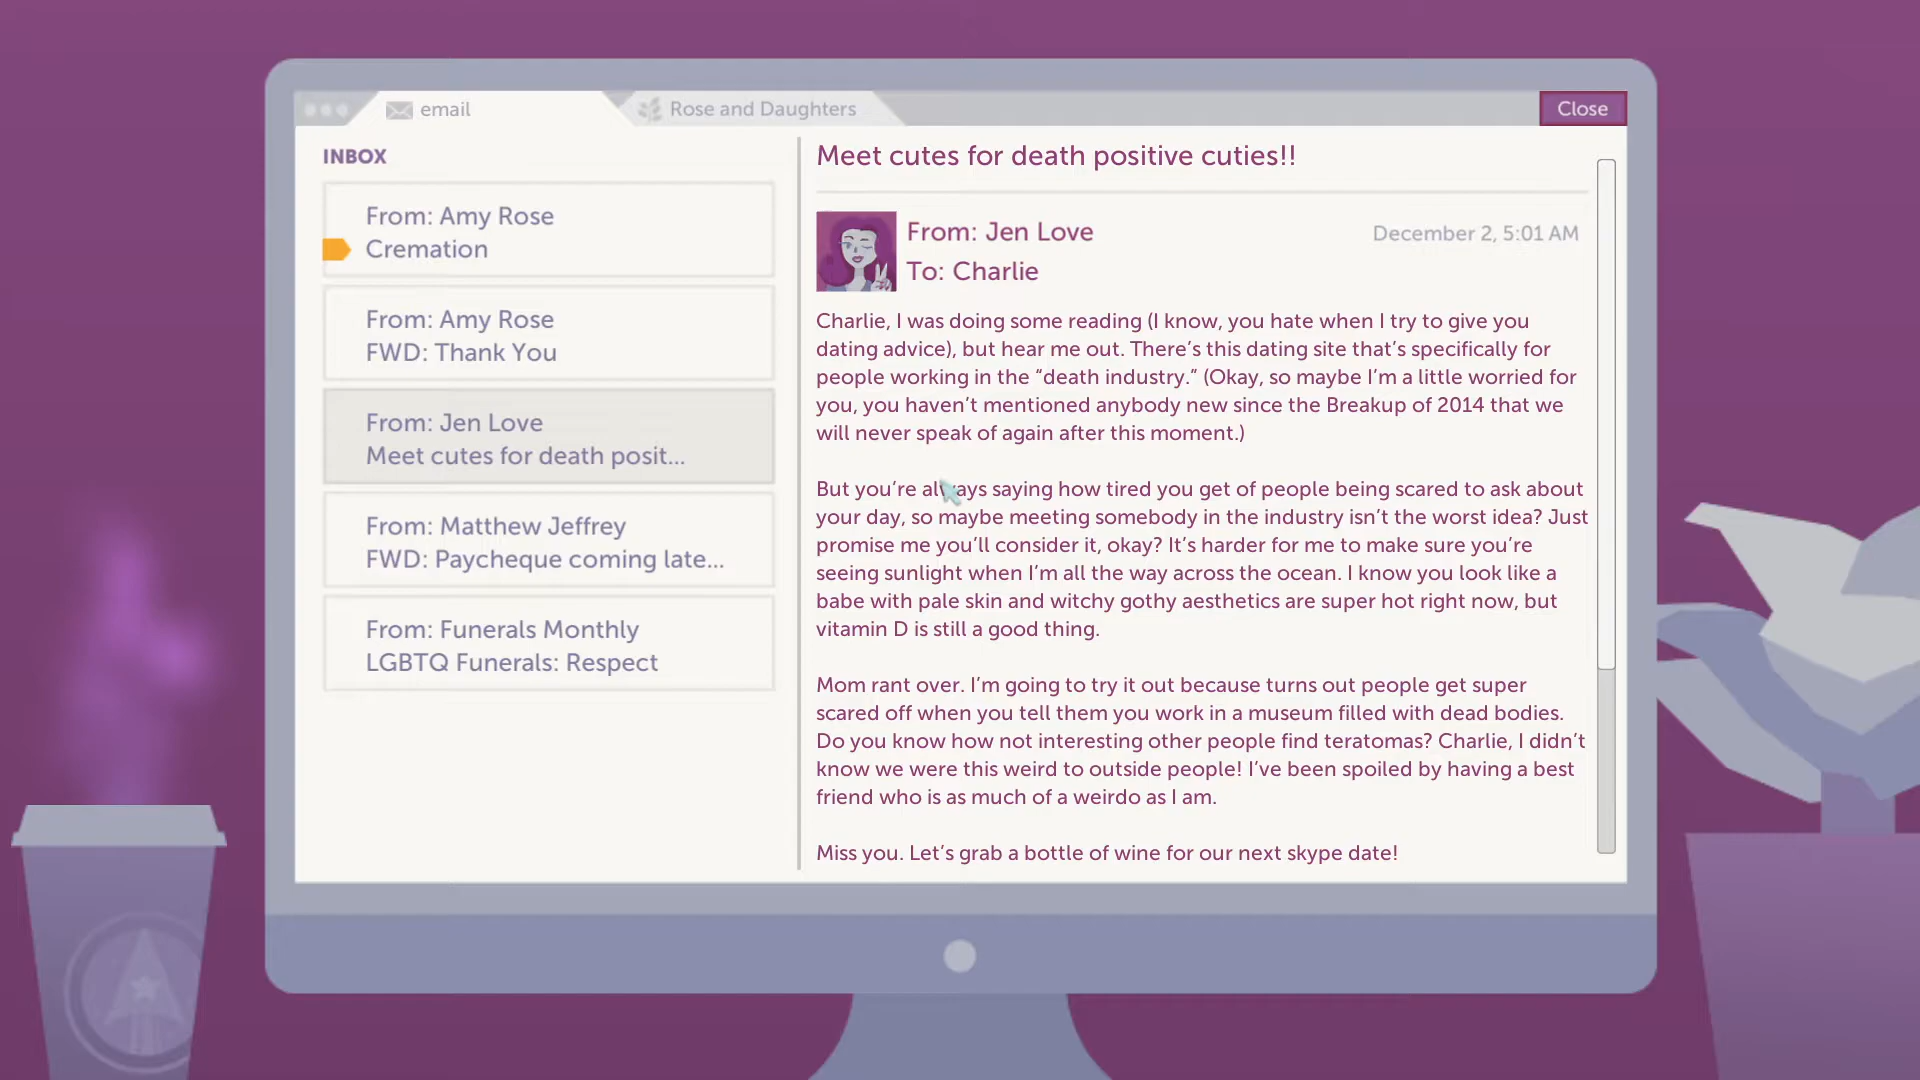 email
Rose and Daughters
Close
INBOX
From: Amy Rose
Cremation
From: Amy Rose
FWD: Thank You
From: Jen Love
Meet cutes for death posit...
From: Matthew Jeffrey
FWD: Paycheque coming late...
From: Funerals Monthly
LGBTQ Funerals: Respect
Meet cutes for death positive cuties!!
From: Jen Love
December 2, 5:01 AM
To: Charlie
Charlie, I was doing some reading (I know, you hate when I try to give you
dating advice), but hear me out. There’s this dating site that’s specifically for
people working in the “death industry.” (Okay, so maybe I’m a little worried for
you, you haven’t mentioned anybody new since the Breakup of 2014 that we
will never speak of again after this moment.)
But you’re always saying how tired you get of people being scared to ask about
your day, so maybe meeting somebody in the industry isn’t the worst idea? Just
promise me you’ll consider it, okay? It’s harder for me to make sure you’re
seeing sunlight when I’m all the way across the ocean. I know you look like a
babe with pale skin and witchy gothy aesthetics are super hot right now, but
vitamin D is still a good thing.
Mom rant over. I’m going to try it out because turns out people get super
scared off when you tell them you work in a museum filled with dead bodies.
Do you know how not interesting other people find teratomas? Charlie, I didn’t
know we were this weird to outside people! I’ve been spoiled by having a best
friend who is as much of a weirdo as I am.
Miss you. Let’s grab a bottle of wine for our next skype date!